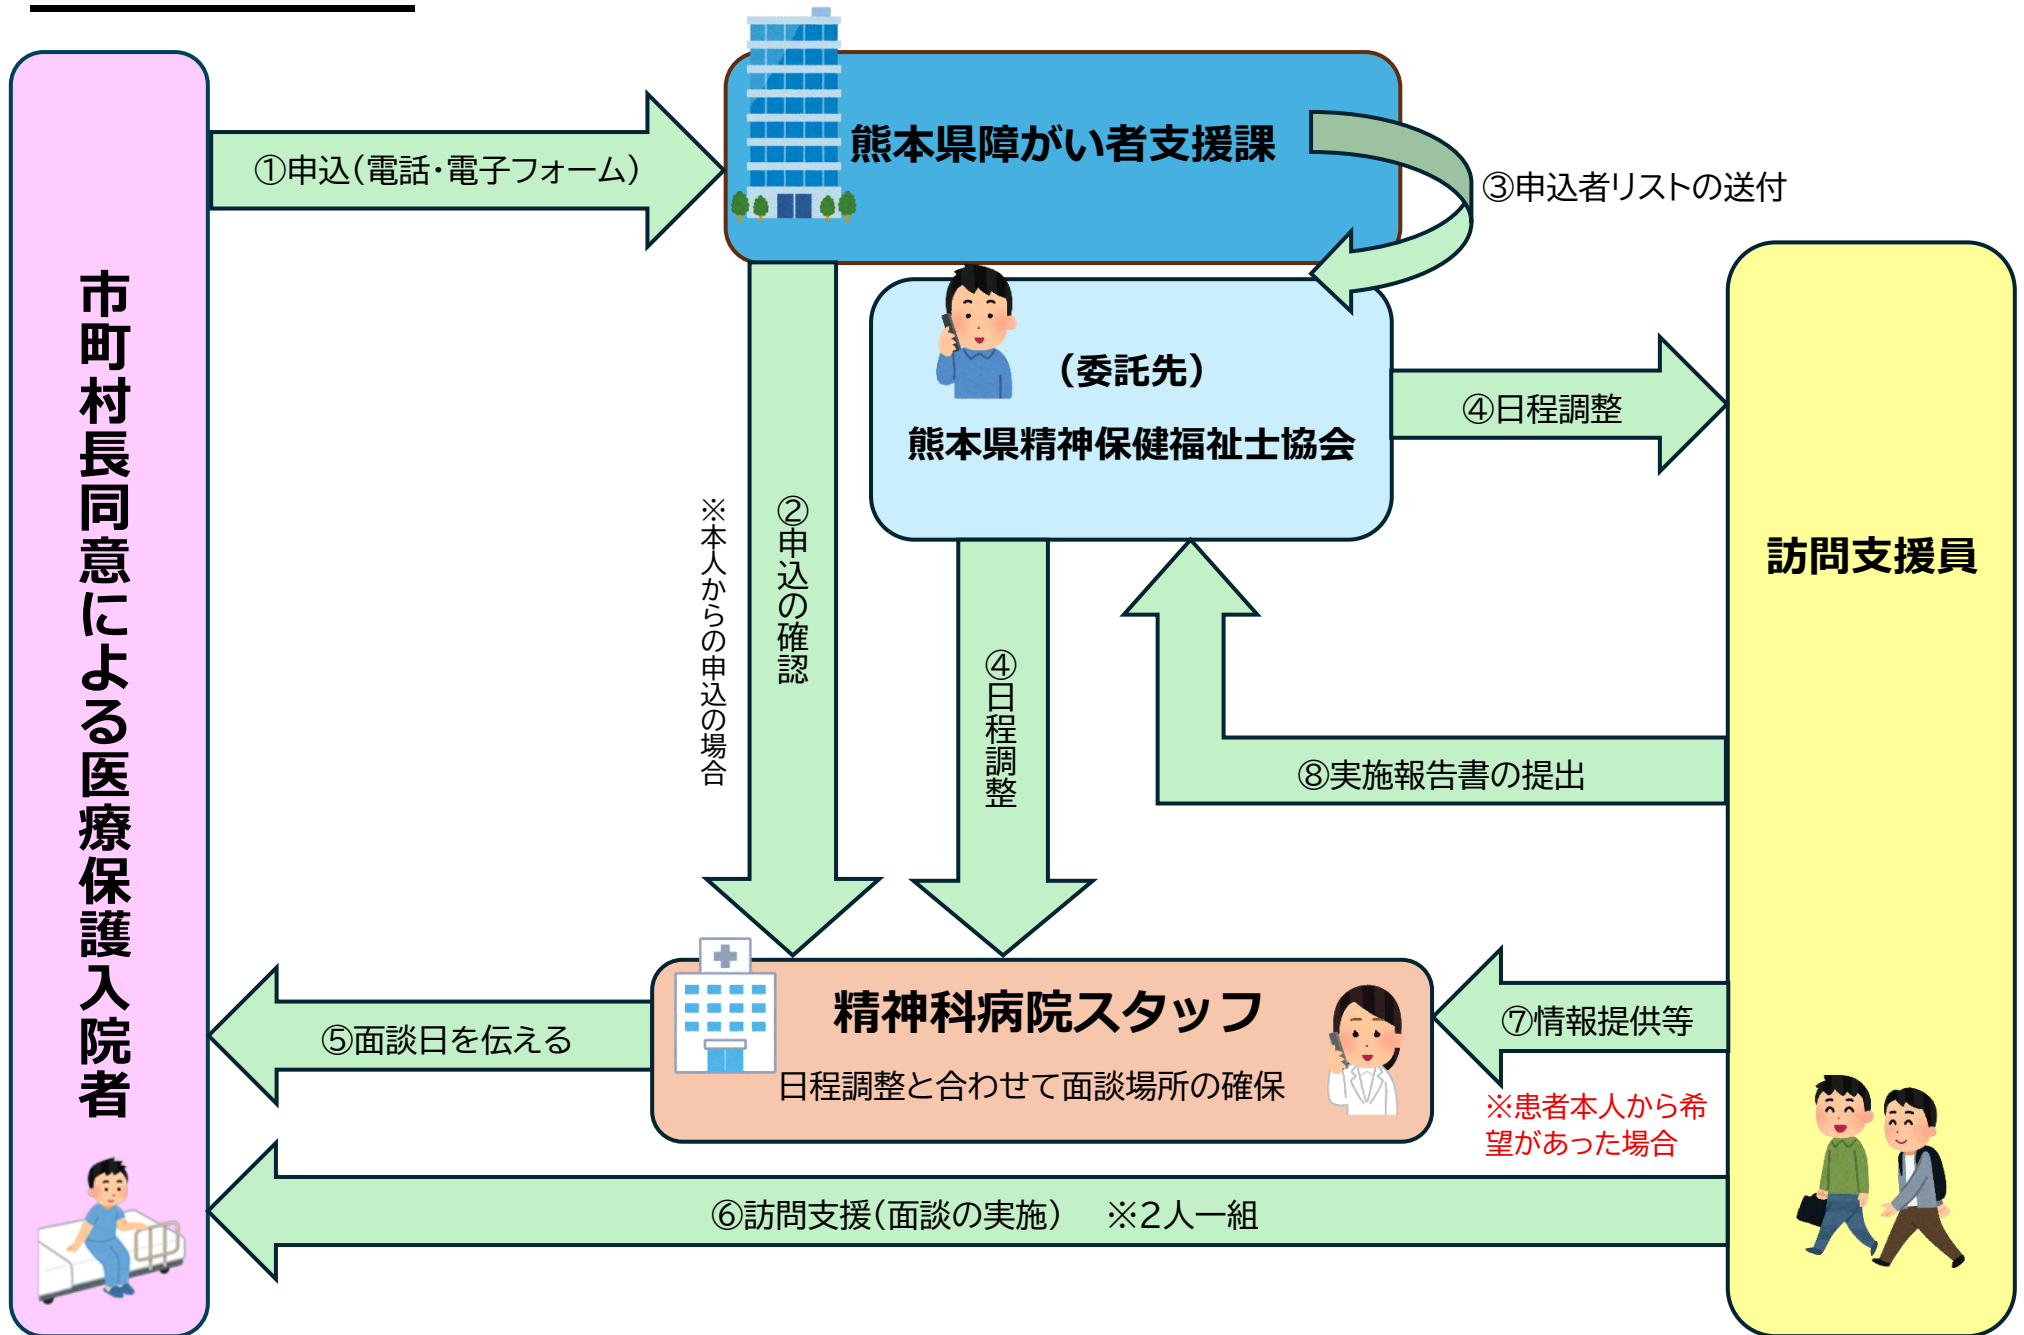 市町村長同意による医療保護入院者
①申込（電話・電子フォーム）
熊本県障がい者支援課
③申込者リストの送付
（委託先）
熊本県精神保健福祉士協会
④日程調整
訪問支援員
②申込の確認
※本人からの申込の場合
④日程調整
⑧実施報告書の提出
精神科病院スタッフ
日程調整と合わせて面談場所の確保
⑤面談日を伝える
⑦情報提供等
※患者本人から希
望があった場合
⑥訪問支援（面談の実施）　※２人一組